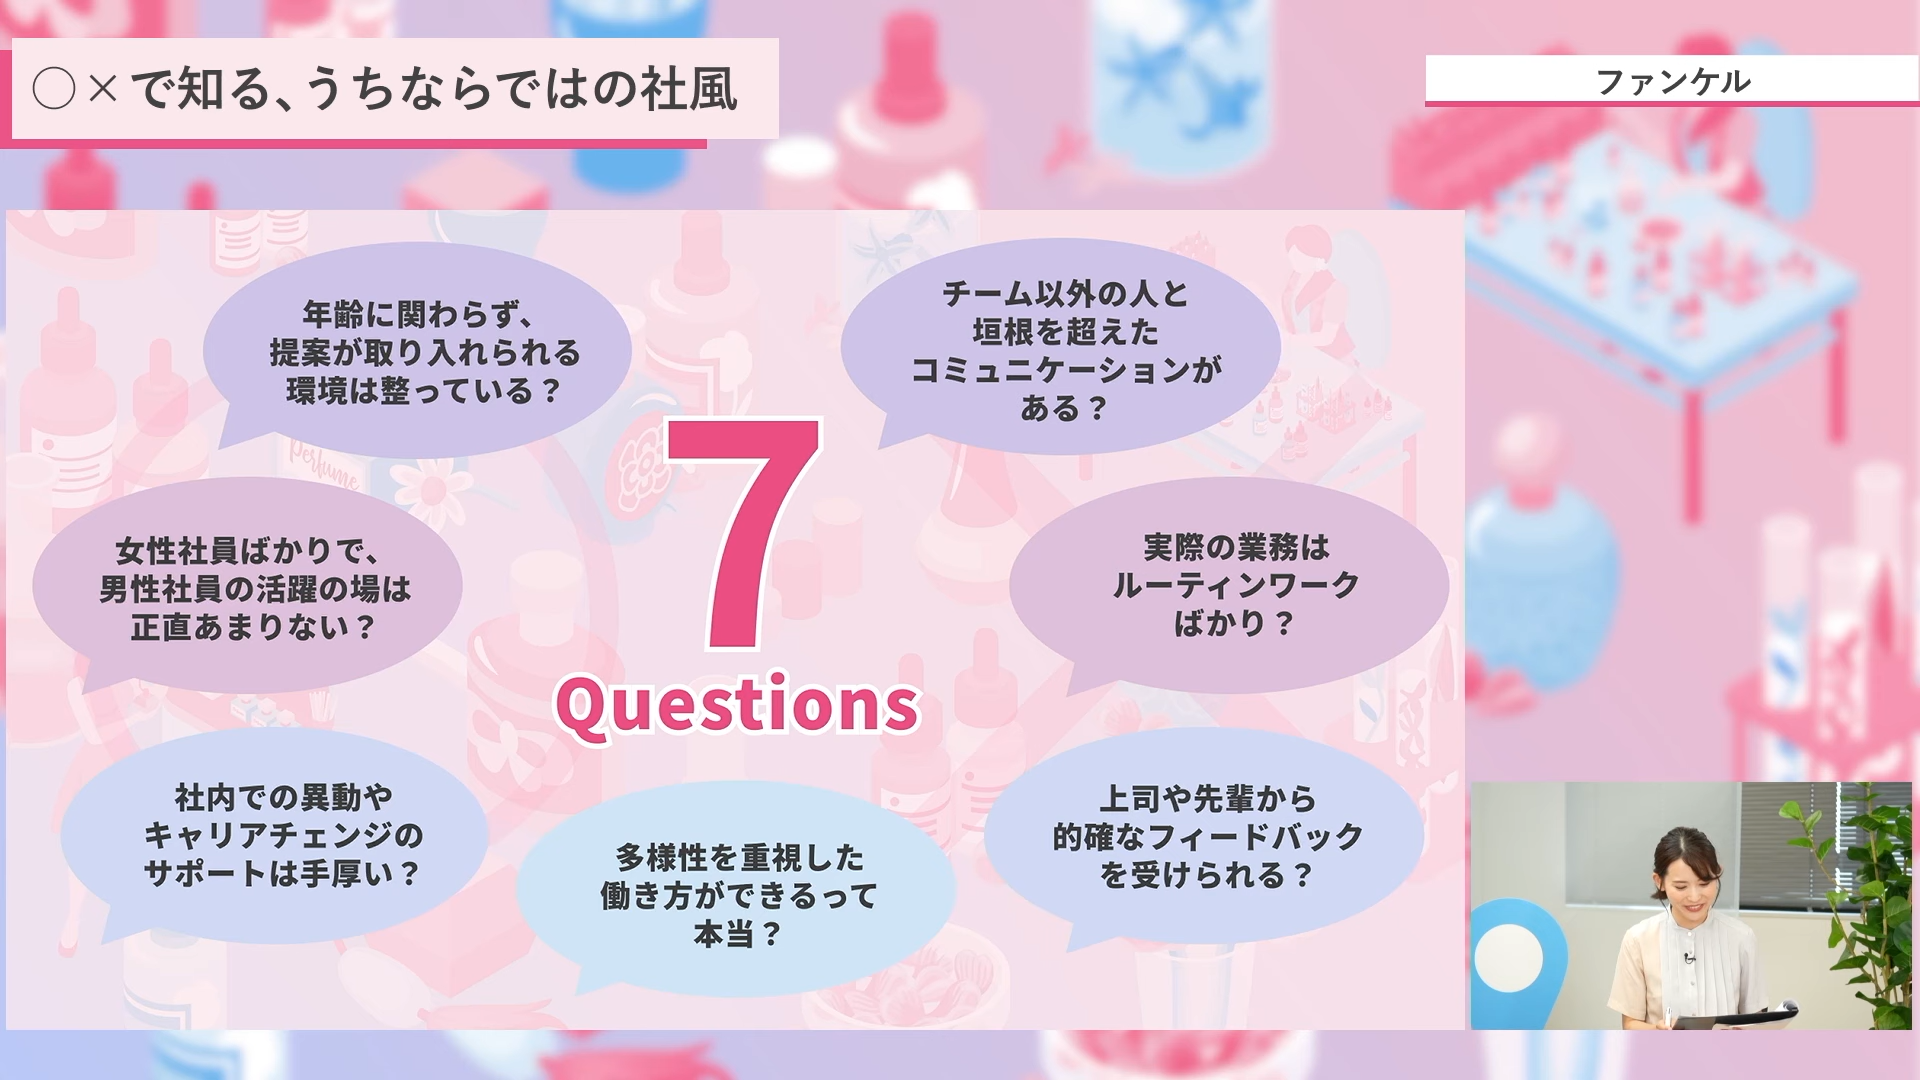 〇×で知る、うちならではの社風
ファンケル
年齢に関わらず、
提案が取り入れられる
環境は整っている？
チーム以外の人と
垣根を超えた
コミュニケーションが
ある？
7
Questions
Perfume
女性社員ばかりで、
男性社員の活躍の場は
正直あまりない？
実際の業務は
ルーティンワーク
ばかり？
社内での異動や
キャリアチェンジの
サポートは手厚い？
多様性を重視した
働き方ができるって
本当？
上司や先輩から
的確なフィードバック
を受けられる？